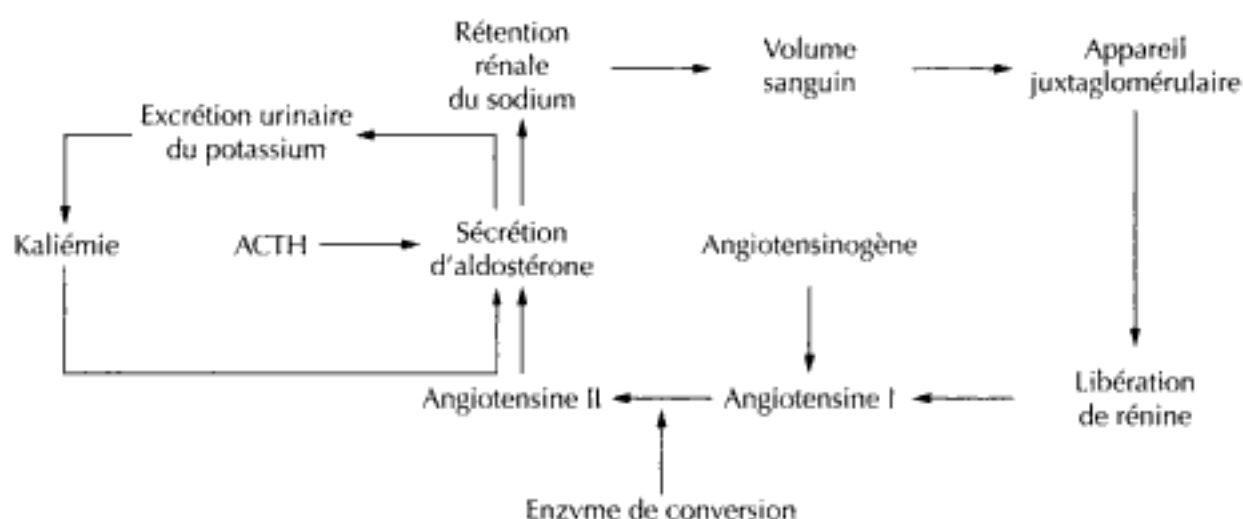 Rétention
rénale
du sodium
Volume
sanguin
Appareil
juxtaglomérulaire
Excrétion urinaire
du potassium
Kaliémie
ACTH
Sécrétion
d'aldostérone
Angiotensinogène
Angiotensine II
Angiotensine I
Libération
de rénine
Enzyme de conversion